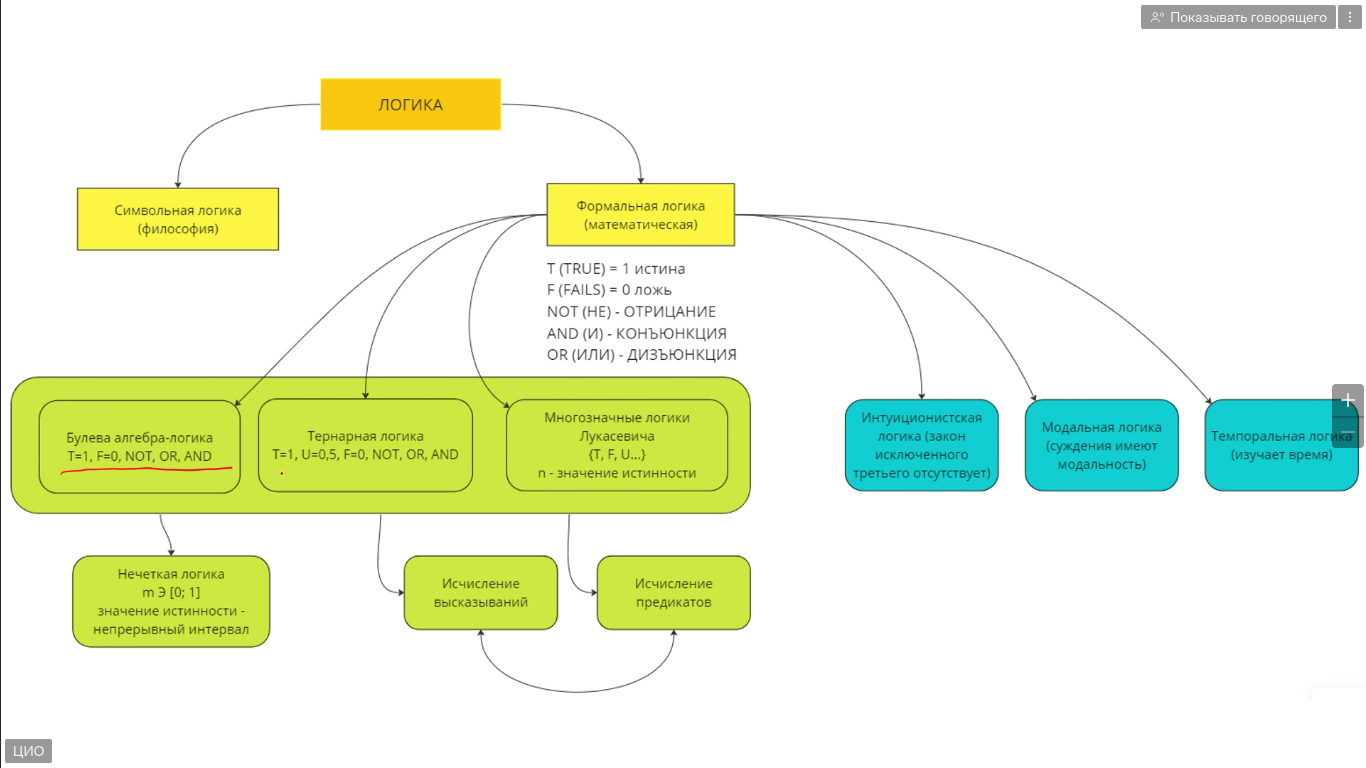 Показывать говорящего
ЛОГИКА
Символьная логика
(философия)
Формальная логика
(математическая)
T (TRUE) = 1 истина
F (FAILS) = 0 ложь
NOT (НЕ) - ОТРИЦАНИЕ
AND (И) - КОНЪЮНКЦИЯ
OR (ИЛИ) - ДИЗЪЮНКЦИЯ
Булева алгебра-логика
T=1, F=0, NOT, OR, AND
Тернарная логика
T=1, U=0,5, F=0, NOT, OR, AND
Многозначные логики
Лукасевича
{T, F, U...}
n - значение истинности
Интуиционистская
логика (закон
исключенного
третьего отсутствует)
Модальная логика
(суждения имеют
модальность)
Темпоральная логика
(изучает время)
Нечеткая логика
m Э [0; 1]
значение истинности -
непрерывный интервал
Исчисление
высказываний
Исчисление
предикатов
ЦИО